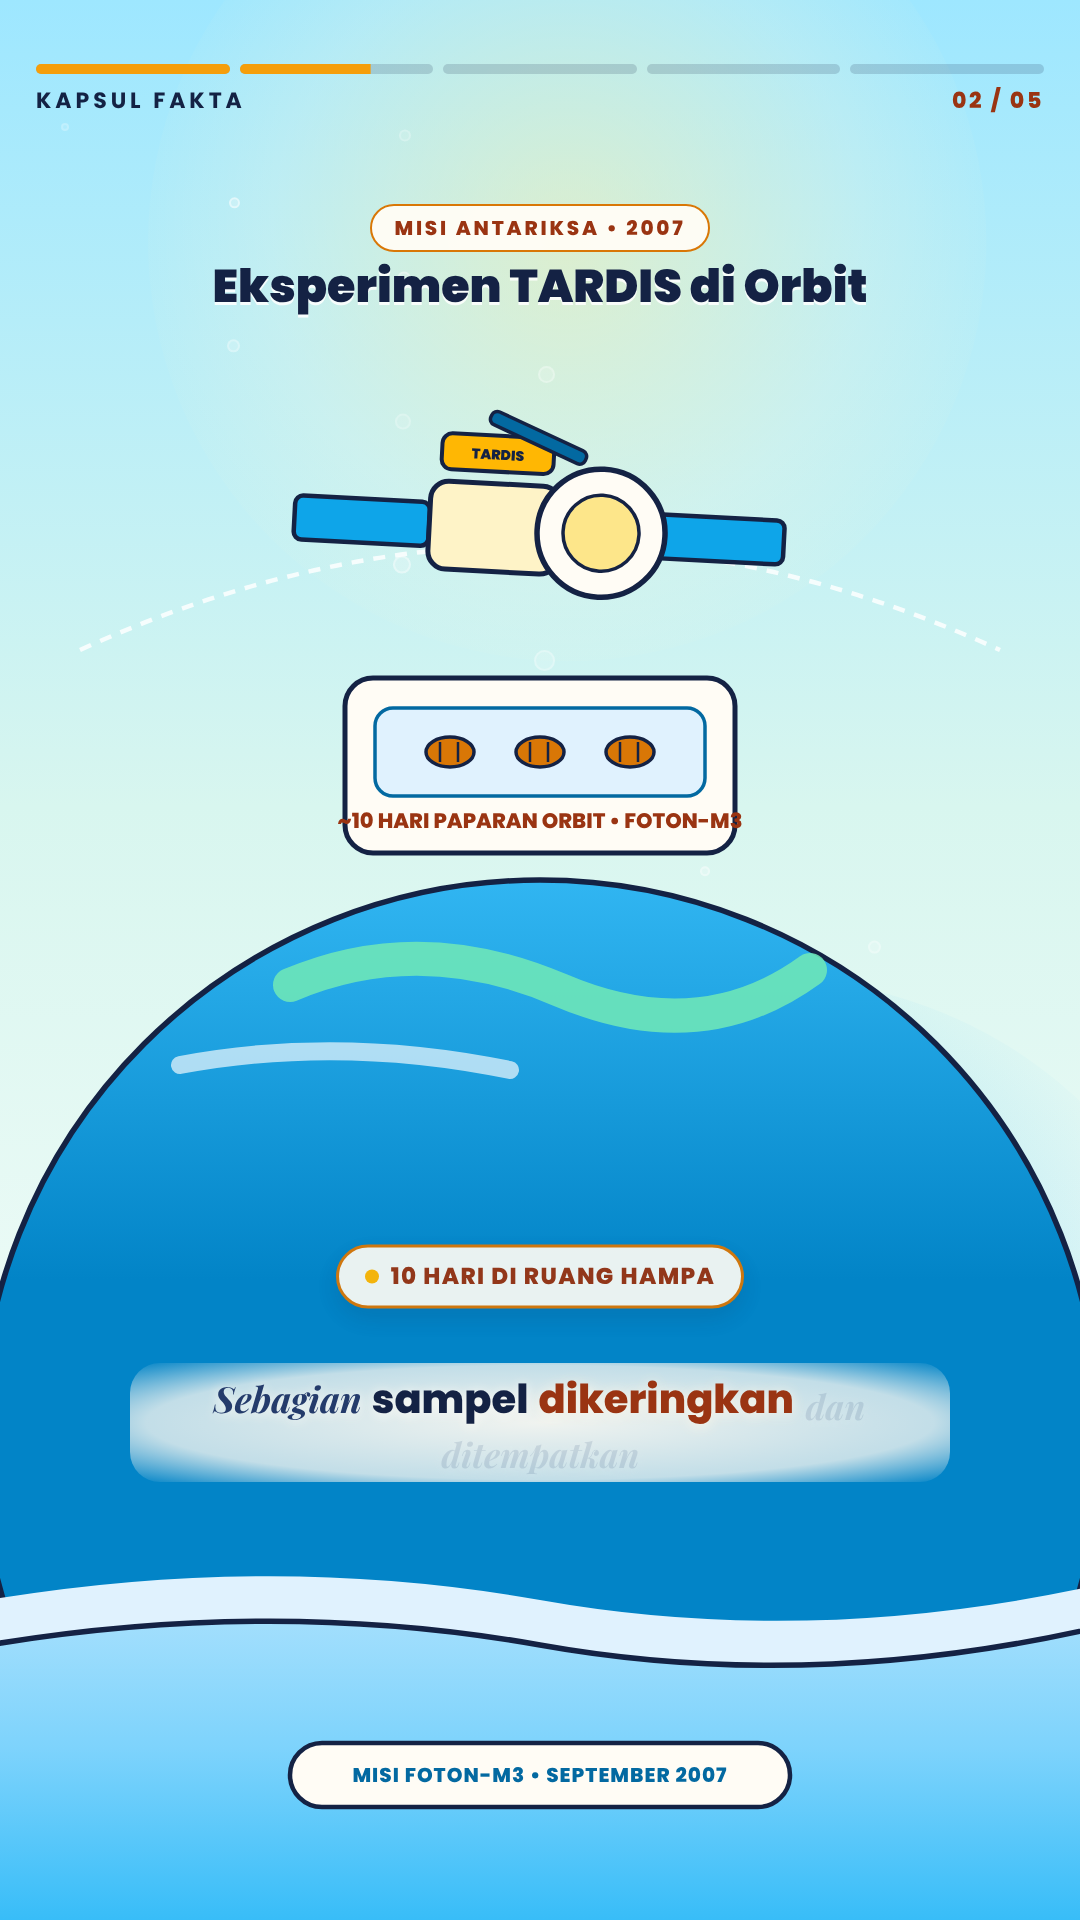 KAPSUL FAKTA
02 / 05
MISI ANTARIKSA • 2007
Eksperimen TARDIS di Orbit
TARDIS
~10 HARI PAPARAN ORBIT • FOTON-M3
10 HARI DI RUANG HAMPA
Sebagian sampel dikeringkan dan
ditempatkan
MISI FOTON-M3 • SEPTEMBER 2007